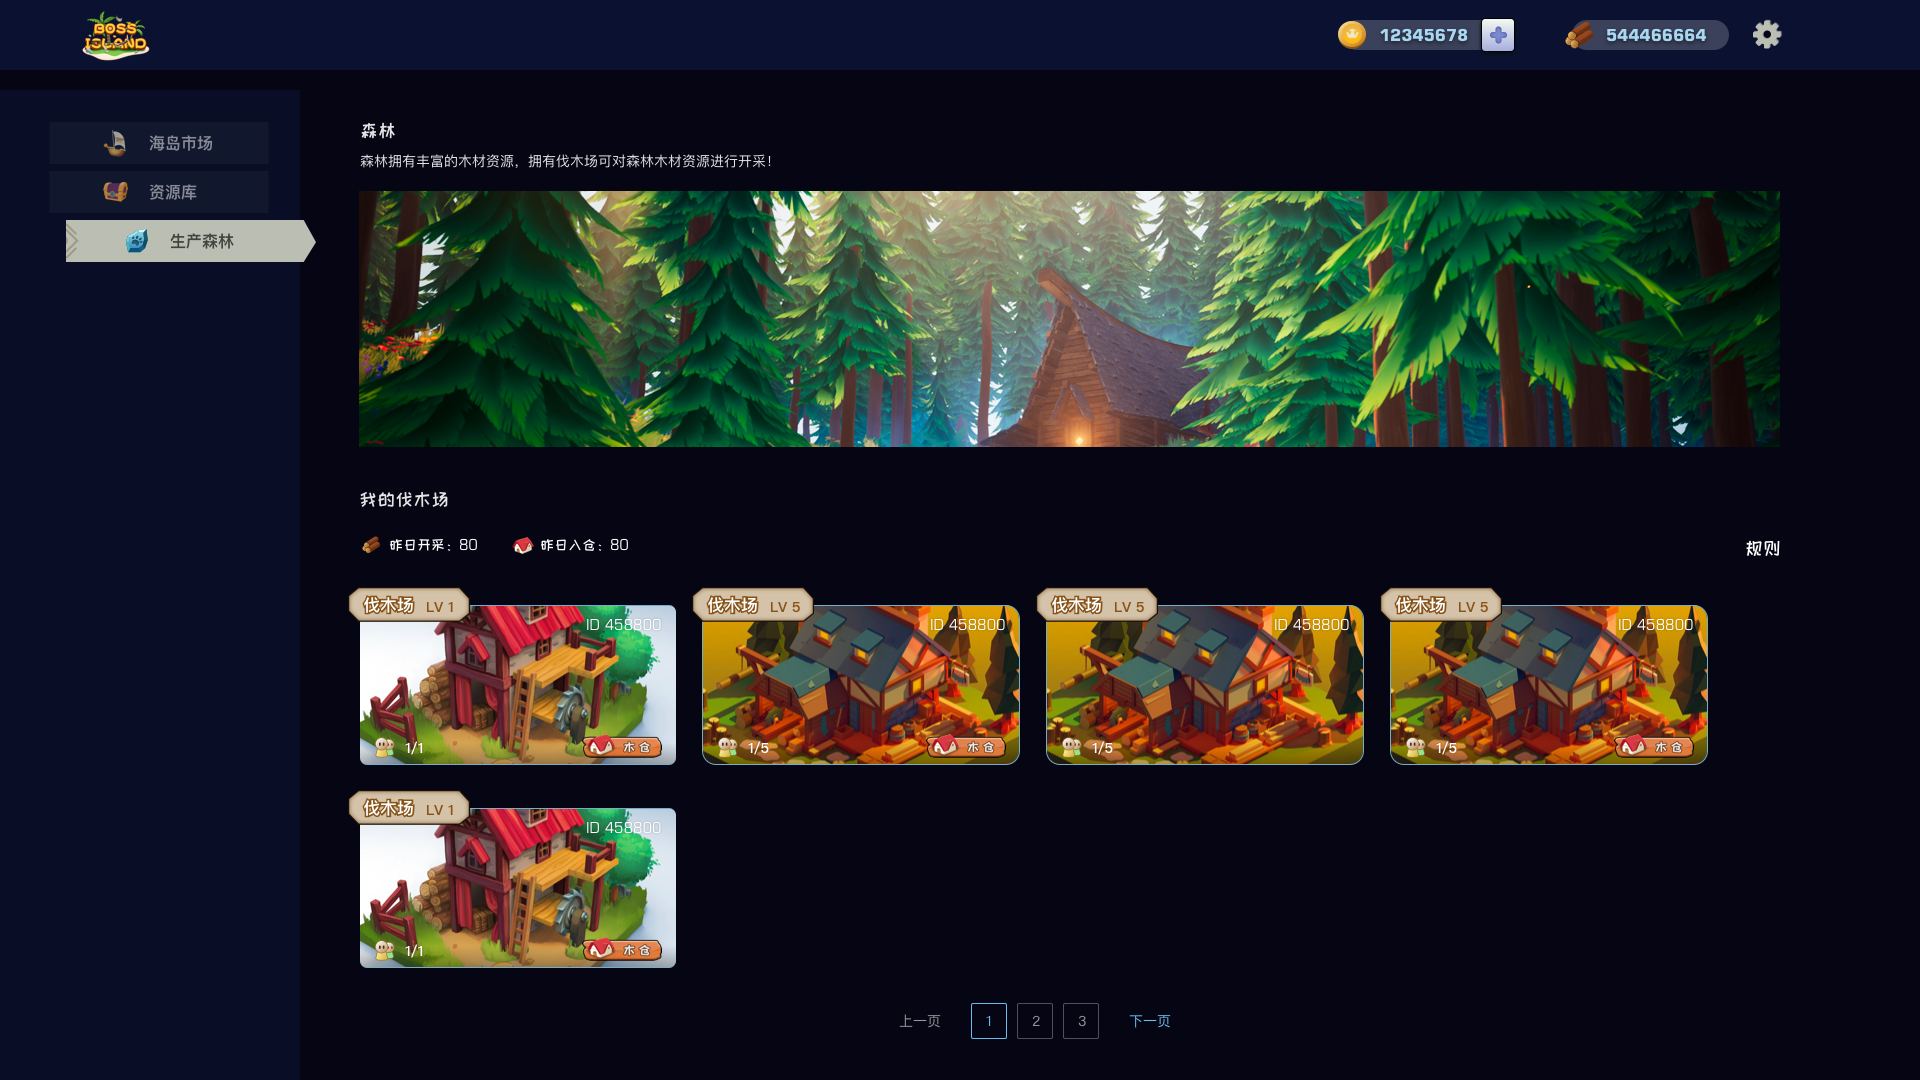 BOSS
ISLAND
12345678
544466664
海岛市场
资源库
生产森林
森林
森林拥有丰富的木材资源，拥有伐木场可对森林木材资源进行开采！
我的伐木场
昨日开采：80
昨日入仓：80
规则
伐木场 LV 1
ID 458800
1/1
木仓
伐木场 LV 5
ID 458800
1/5
木仓
伐木场 LV 5
ID 458800
1/5
伐木场 LV 5
ID 458800
1/5
木仓
伐木场 LV 1
ID 458800
1/1
木仓
上一页 1 2 3 下一页